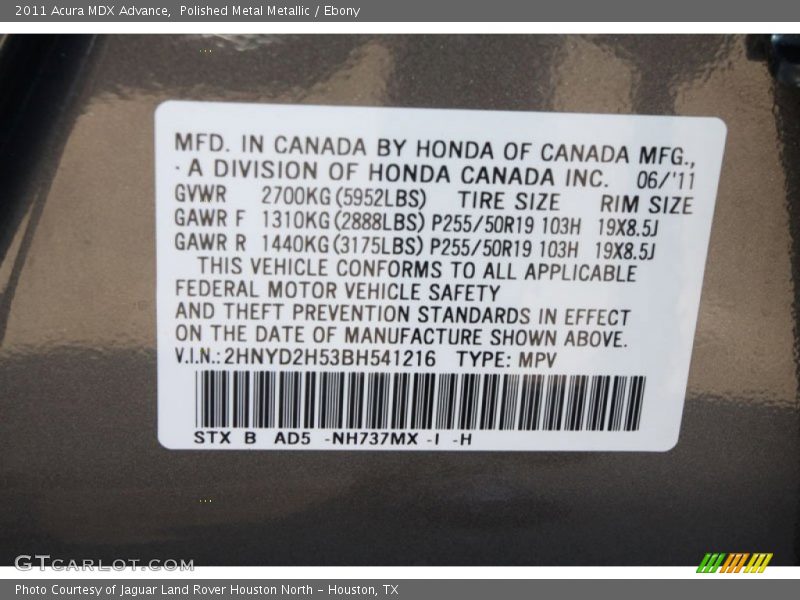 2011 Acura MDX Advance,  Polished Metal Metallic / Ebony
MFD. IN CANADA BY HONDA OF CANADA MFG.,
· A DIVISION OF HONDA CANADA INC. 06/'11
GVWR 2700KG (5952LBS) TIRE SIZE RIM SIZE
GAWR F 1310KG (2888LBS) P255/50R19 103H 19X8.5J
GAWR R 1440KG (3175LBS) P255/50R19 103H 19X8.5J
THIS VEHICLE CONFORMS TO ALL APPLICABLE
FEDERAL MOTOR VEHICLE SAFETY
AND THEFT PREVENTION STANDARDS IN EFFECT
ON THE DATE OF MANUFACTURE SHOWN ABOVE.
V.I.N.: 2HNYD2H53BH541216 TYPE: MPV
STX B AD5 -NH737MX -I -H
GTCARLOT.COM
Photo Courtesy of Jaguar Land Rover Houston North – Houston, TX